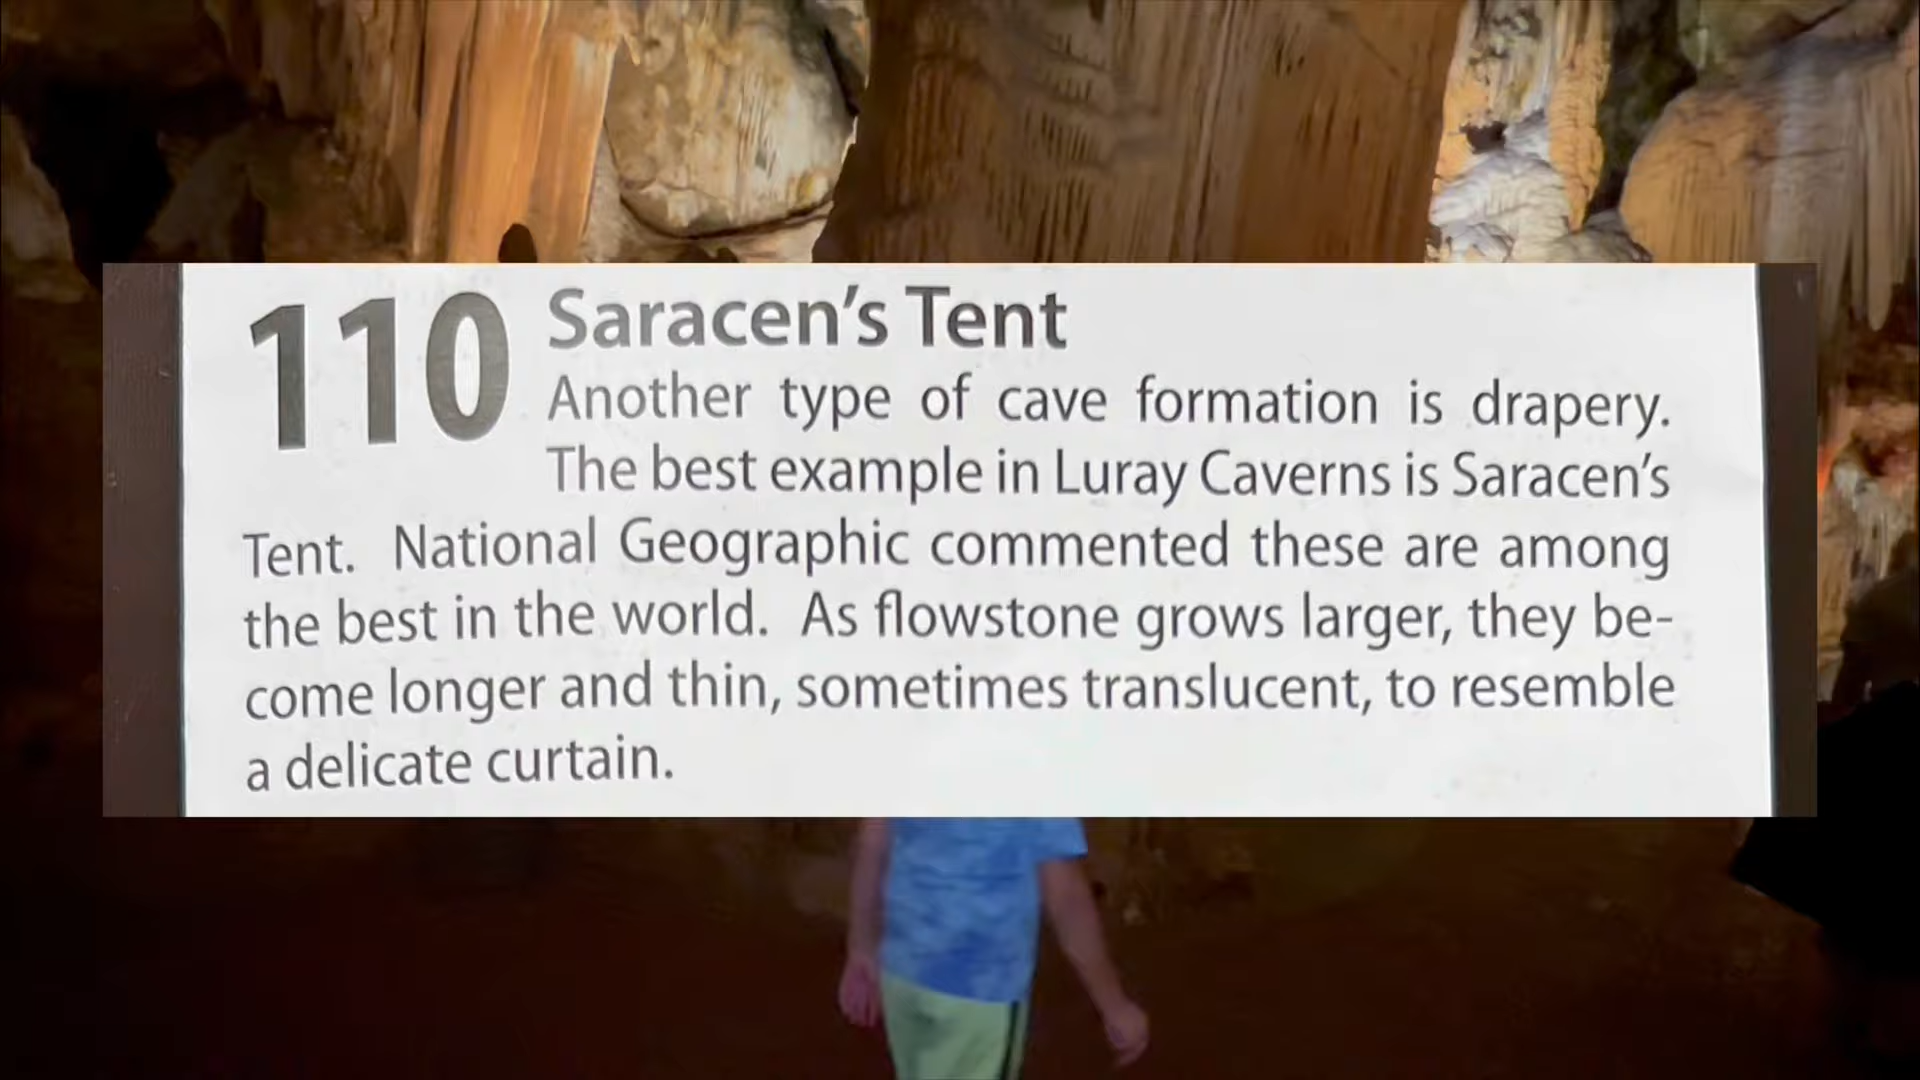 110 Saracen's Tent
Another type of cave formation is drapery.
The best example in Luray Caverns is Saracen's
Tent. National Geographic commented these are among
the best in the world. As flowstone grows larger, they be-
come longer and thin, sometimes translucent, to resemble
a delicate curtain.